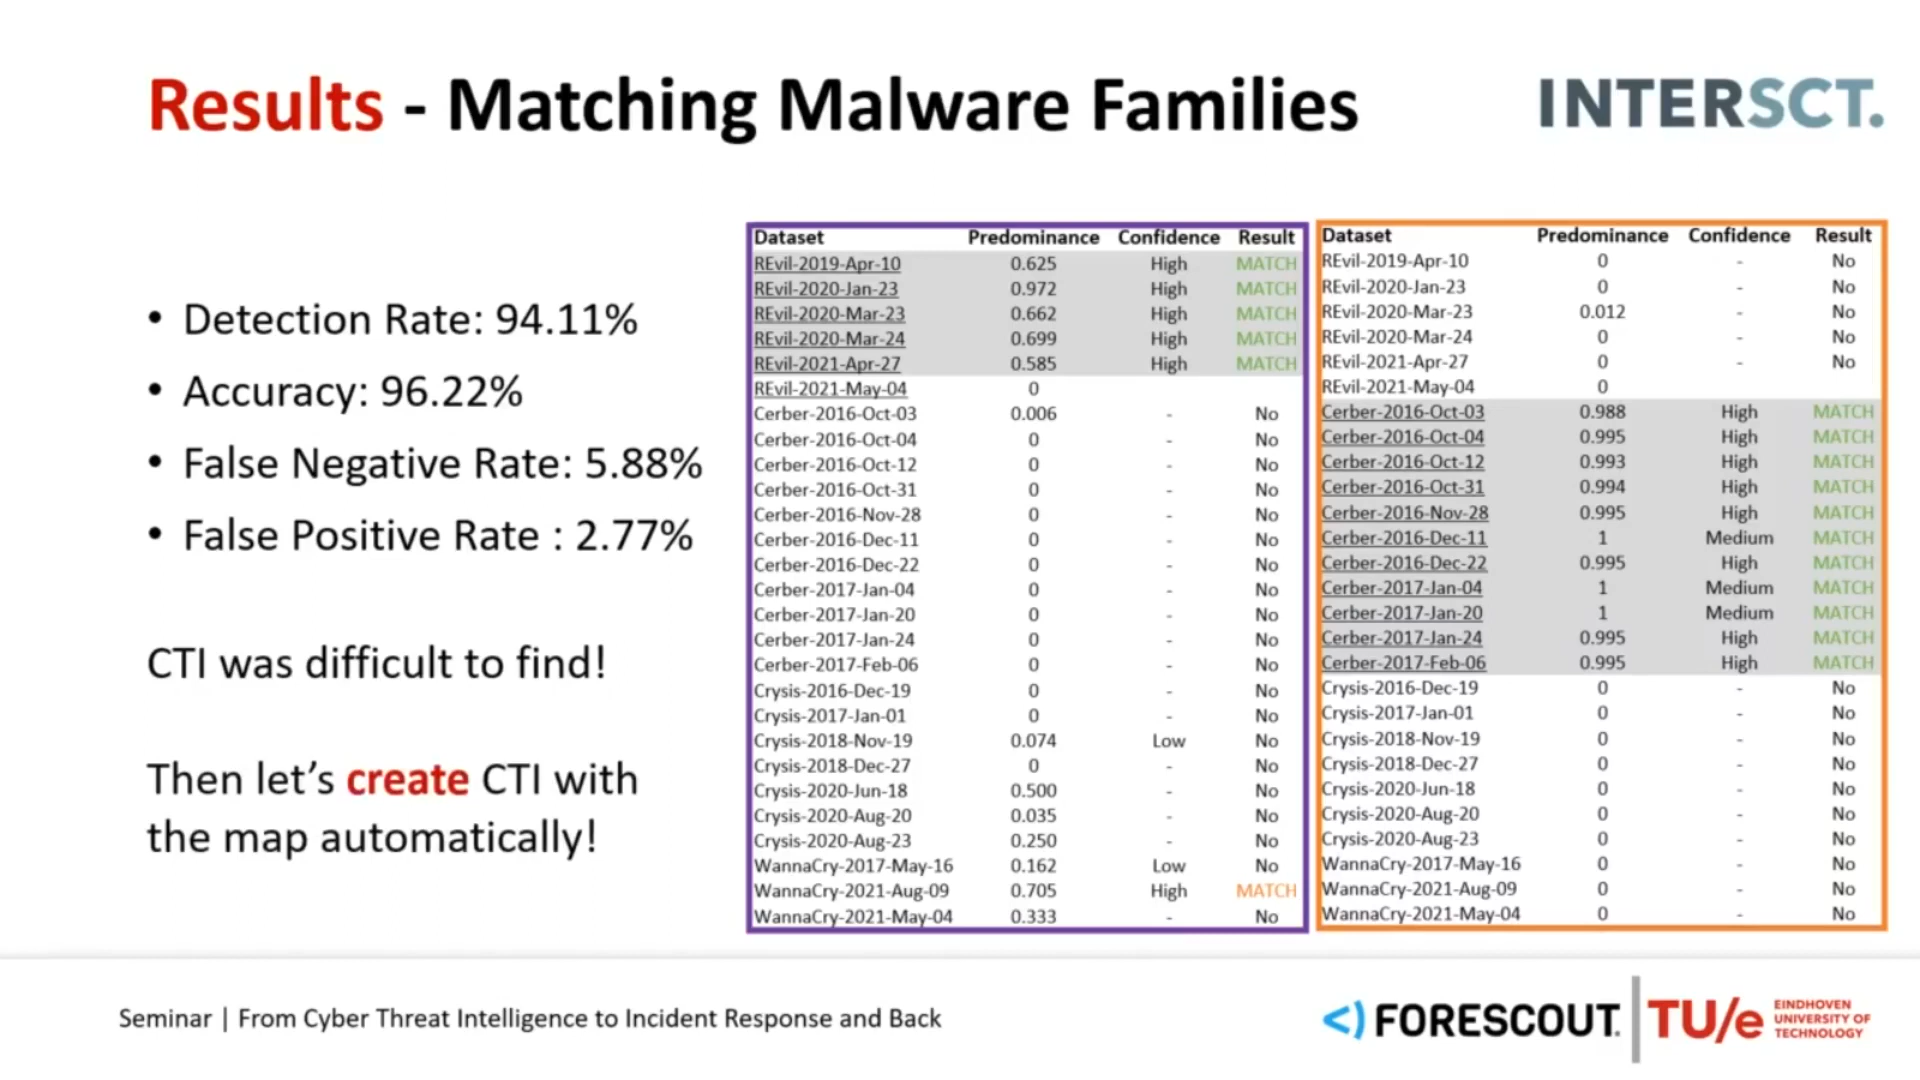 Results - Matching Malware Families
INTERSCT.
• Detection Rate: 94.11%
• Accuracy: 96.22%
• False Negative Rate: 5.88%
• False Positive Rate : 2.77%
CTI was difficult to find!
Then let's create CTI with
the map automatically!
Dataset Predominance Confidence Result
REvil-2019-Apr-10 0.625 High MATCH
REvil-2020-Jan-23 0.972 High MATCH
REvil-2020-Mar-23 0.662 High MATCH
REvil-2020-Mar-24 0.699 High MATCH
REvil-2021-Apr-27 0.585 High MATCH
REvil-2021-May-04 0
Cerber-2016-Oct-03 0.006 - No
Cerber-2016-Oct-04 0 - No
Cerber-2016-Oct-12 0 - No
Cerber-2016-Oct-31 0 - No
Cerber-2016-Nov-28 0 - No
Cerber-2016-Dec-11 0 - No
Cerber-2016-Dec-22 0 - No
Cerber-2017-Jan-04 0 - No
Cerber-2017-Jan-20 0 - No
Cerber-2017-Jan-24 0 - No
Cerber-2017-Feb-06 0 - No
Crysis-2016-Dec-19 0 - No
Crysis-2017-Jan-01 0 - No
Crysis-2018-Nov-19 0.074 Low No
Crysis-2018-Dec-27 0 - No
Crysis-2020-Jun-18 0.500 - No
Crysis-2020-Aug-20 0.035 - No
Crysis-2020-Aug-23 0.250 - No
WannaCry-2017-May-16 0.162 Low No
WannaCry-2021-Aug-09 0.705 High MATCH
WannaCry-2021-May-04 0.333 - No
Dataset Predominance Confidence Result
REvil-2019-Apr-10 0 - No
REvil-2020-Jan-23 0 - No
REvil-2020-Mar-23 0.012 - No
REvil-2020-Mar-24 0 - No
REvil-2021-Apr-27 0 - No
REvil-2021-May-04 0
Cerber-2016-Oct-03 0.988 High MATCH
Cerber-2016-Oct-04 0.995 High MATCH
Cerber-2016-Oct-12 0.993 High MATCH
Cerber-2016-Oct-31 0.994 High MATCH
Cerber-2016-Nov-28 0.995 High MATCH
Cerber-2016-Dec-11 1 Medium MATCH
Cerber-2016-Dec-22 0.995 High MATCH
Cerber-2017-Jan-04 1 Medium MATCH
Cerber-2017-Jan-20 1 Medium MATCH
Cerber-2017-Jan-24 0.995 High MATCH
Cerber-2017-Feb-06 0.995 High MATCH
Crysis-2016-Dec-19 0 - No
Crysis-2017-Jan-01 0 - No
Crysis-2018-Nov-19 0 - No
Crysis-2018-Dec-27 0 - No
Crysis-2020-Jun-18 0 - No
Crysis-2020-Aug-20 0 - No
Crysis-2020-Aug-23 0 - No
WannaCry-2017-May-16 0 - No
WannaCry-2021-Aug-09 0 - No
WannaCry-2021-May-04 0 - No
Seminar | From Cyber Threat Intelligence to Incident Response and Back
FORESCOUT.
TU/e
EINDHOVEN
UNIVERSITY OF
TECHNOLOGY